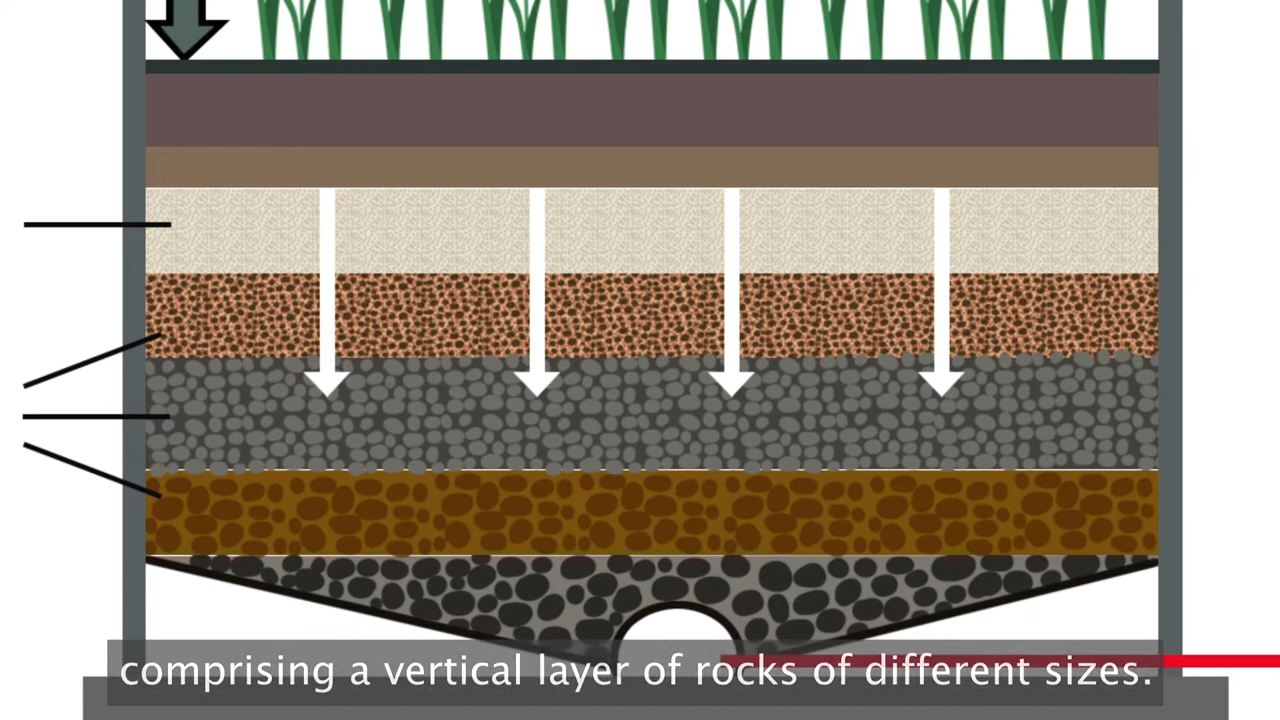 comprising a vertical layer of rocks of different sizes.